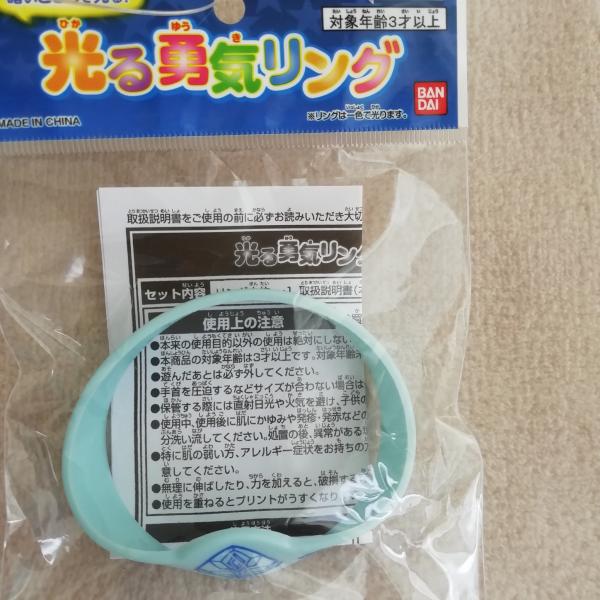 対象年齢3才以上
光る勇気リング
BAN
DAI
MADE IN CHINA
※リングは一色で光ります。
取扱説明書をご使用の前に必ずお読みいただき大切
光る勇気リング
セット内容
取扱説明書(
使用上の注意
●本来の使用目的以外の使用は絶対にしない
●本商品の対象年齢は3才以上です。対象年齢
●遊んだあとは必ず外してください。
●手首を圧迫するなどサイズが合わない場合は
●保管する際には直射日光や火気を避け、子供の
●使用中、使用後に肌にかゆみや発疹・発赤などの
分洗い流してください。処置の後、異常がある
●特に肌の弱い方、アレルギー症状をお持ちの方
意してください。
●無理に伸ばしたり、力を加えると、破損する
●使用を重ねるとプリントがうすくなり